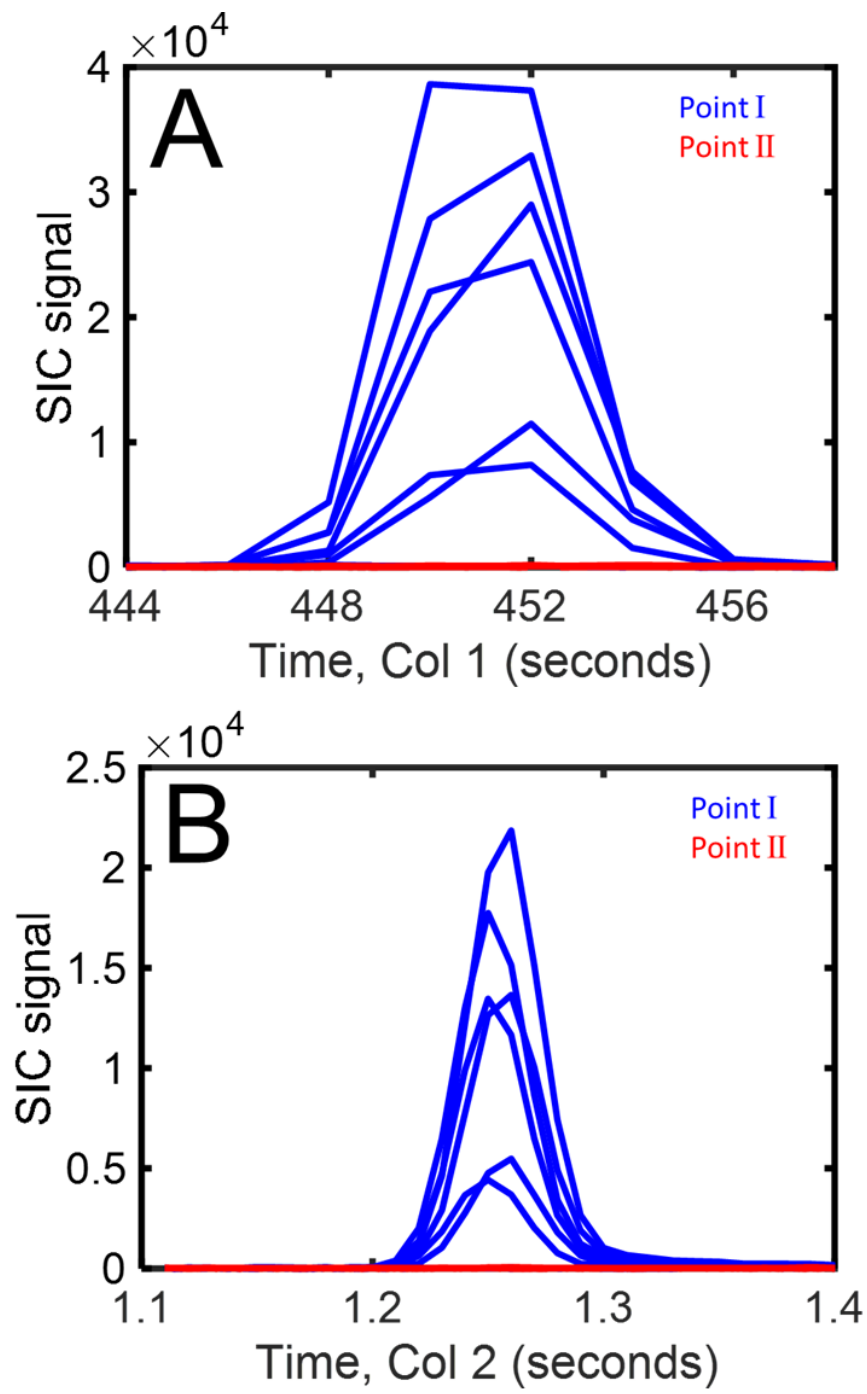 ×10⁴
A
Point I
Point II
4
3
2
1
0
SIC signal
444
448
452
456
Time, Col 1 (seconds)
×10⁴
B
Point I
Point II
2.5
2
1.5
1
0.5
0
SIC signal
1.1
1.2
1.3
1.4
Time, Col 2 (seconds)